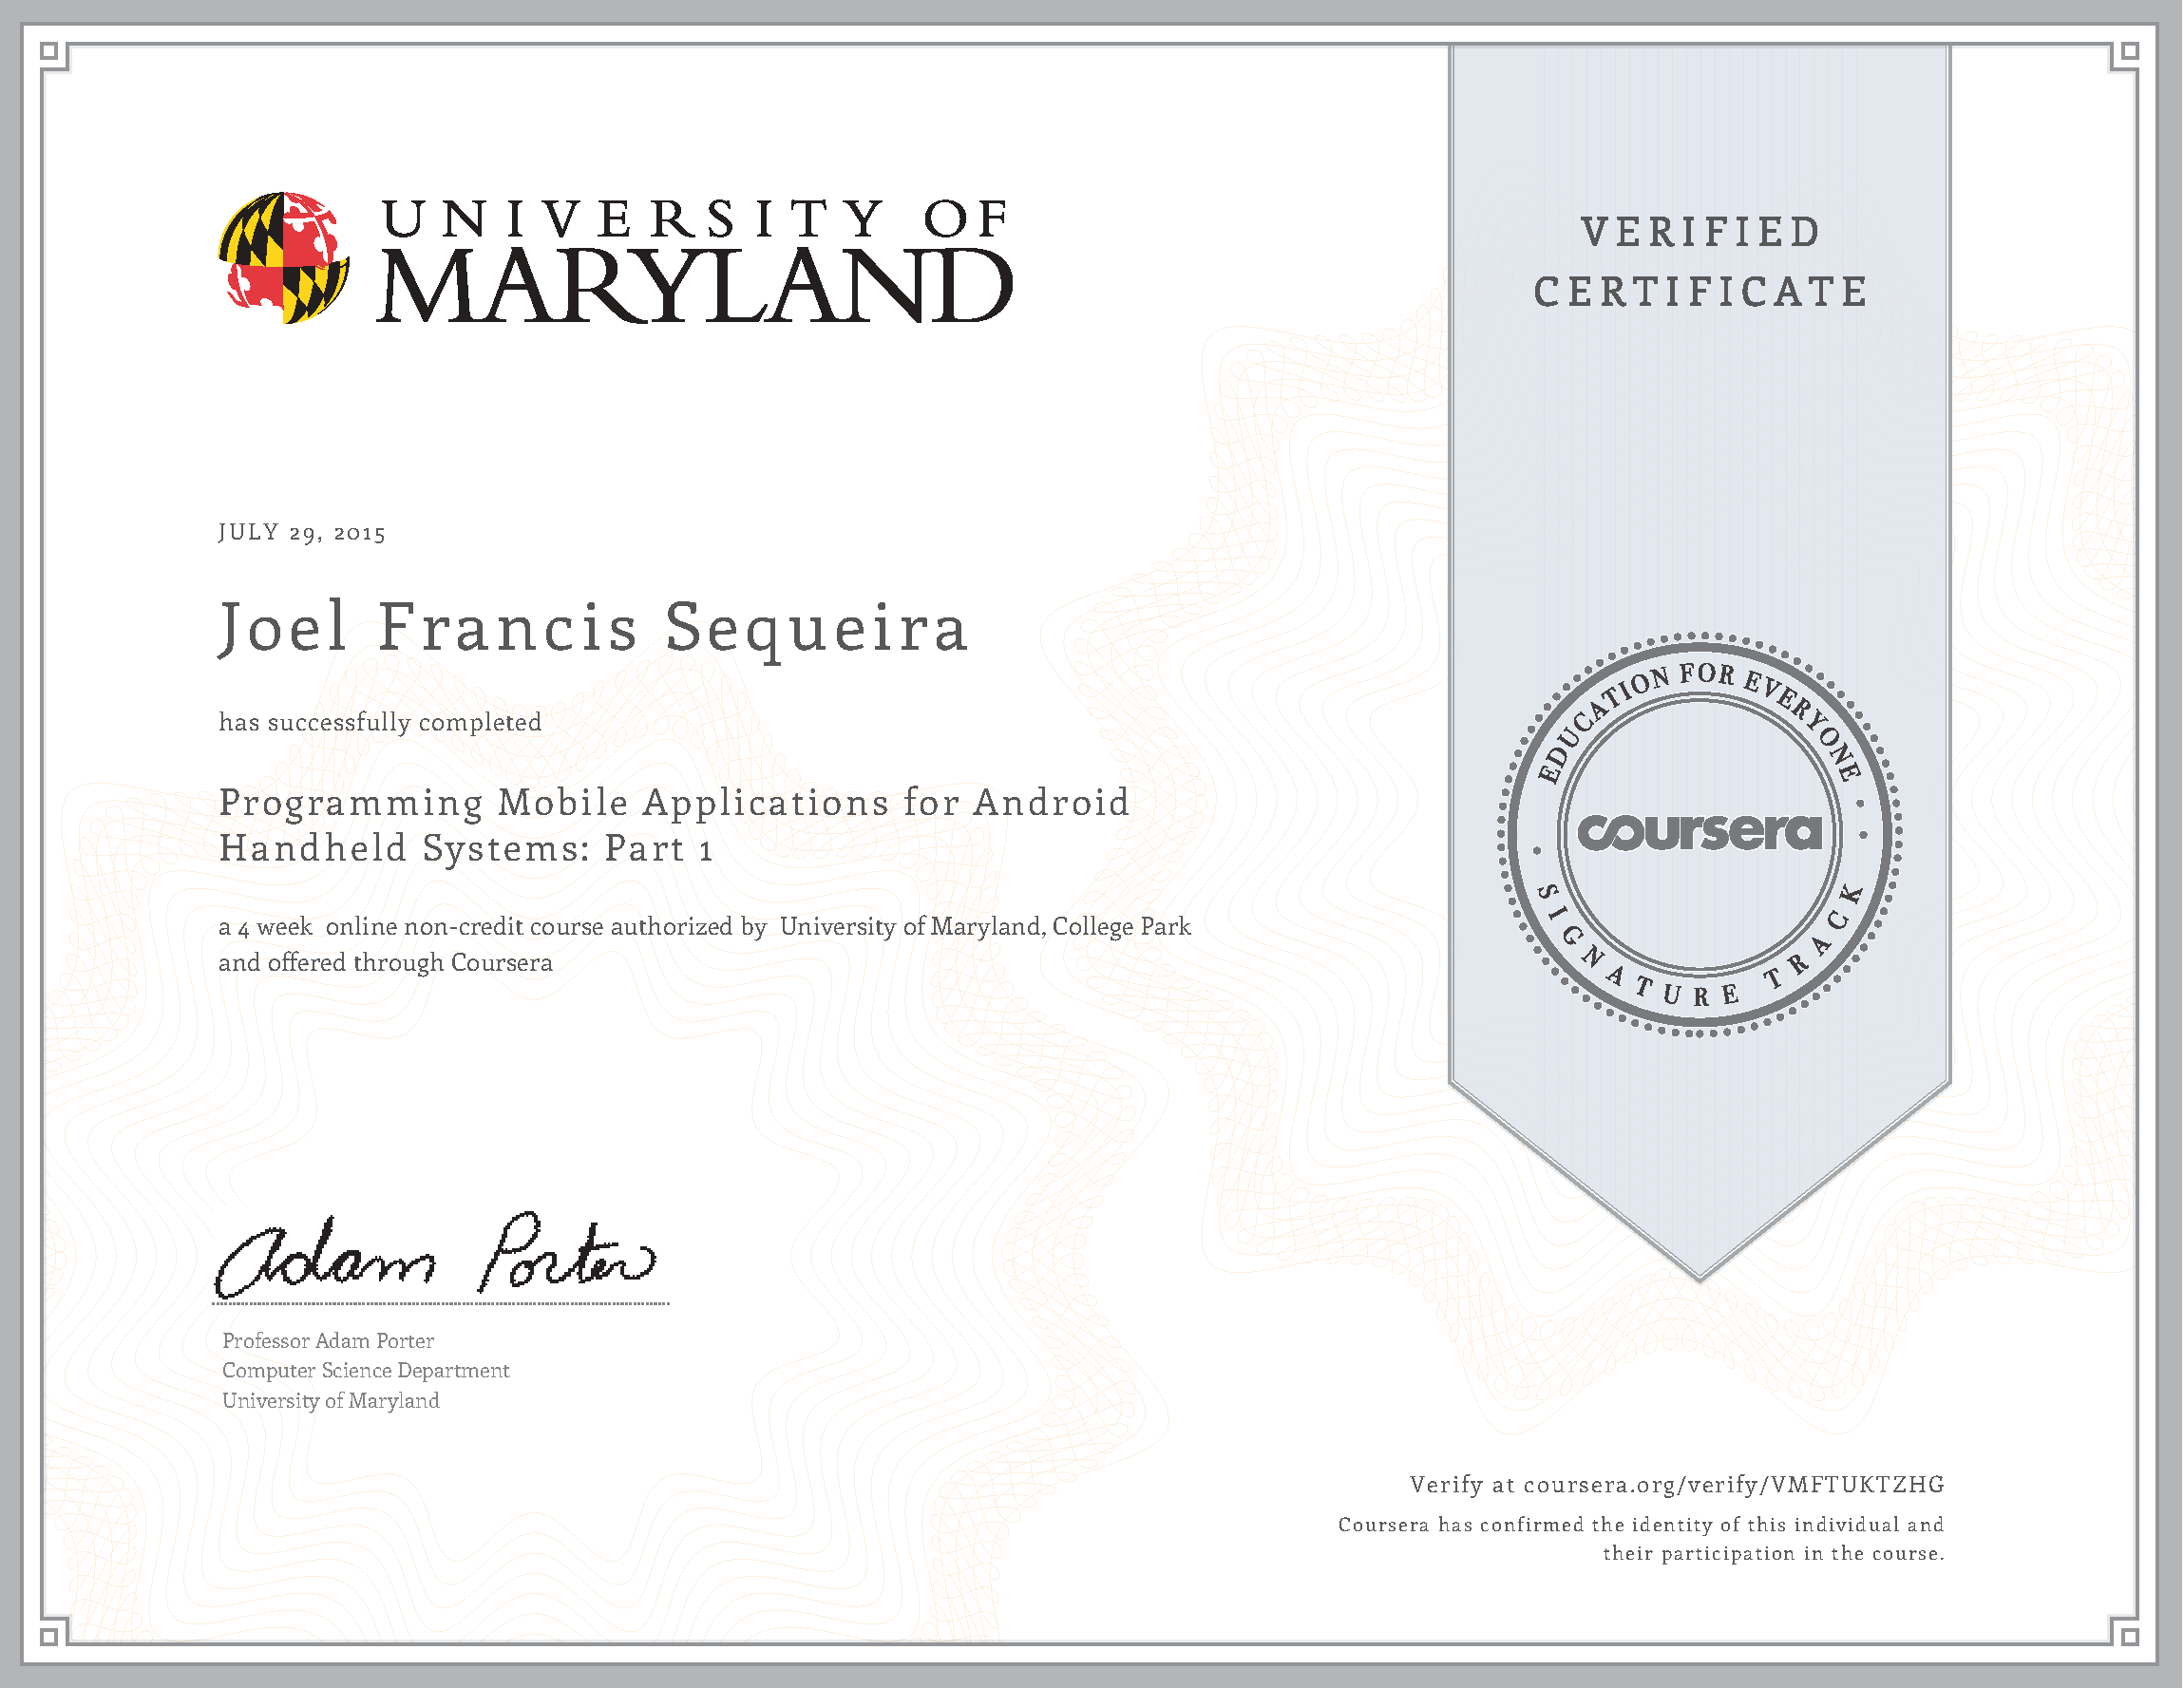 UNIVERSITY OF
MARYLAND
VERIFIED
CERTIFICATE
JULY 29, 2015
Joel Francis Sequeira
has successfully completed
Programming Mobile Applications for Android
Handheld Systems: Part 1
a 4 week online non-credit course authorized by University of Maryland, College Park
and offered through Coursera
EDUCATION FOR EVERYONE
coursera
SIGNATURE TRACK
Adam Porter
Professor Adam Porter
Computer Science Department
University of Maryland
Verify at coursera.org/verify/VMFTUKTZHG
Coursera has confirmed the identity of this individual and
their participation in the course.